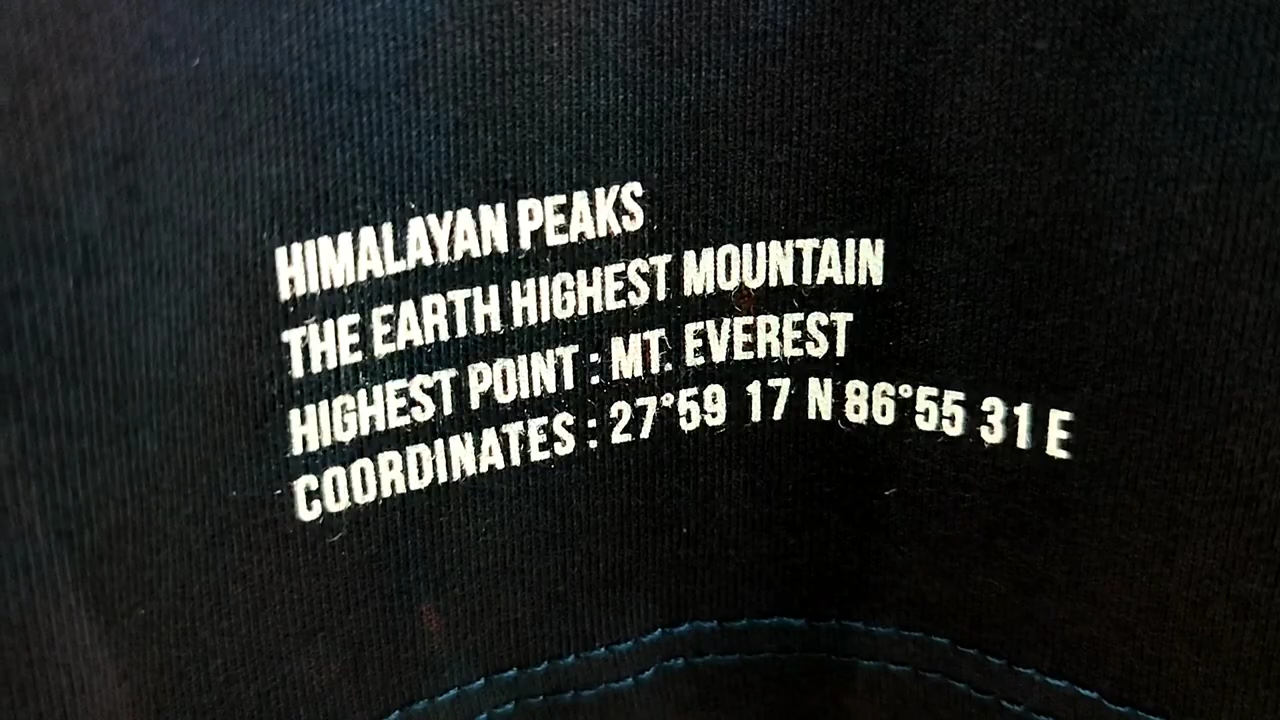 HIMALAYAN PEAKS
THE EARTH HIGHEST MOUNTAIN
HIGHEST POINT : MT. EVEREST
COORDINATES : 27°59 17 N 86°55 31 E